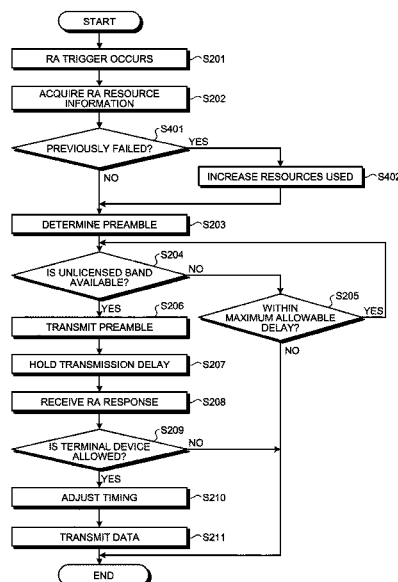 START
RA TRIGGER OCCURS
S201
ACQUIRE RA RESOURCE
INFORMATION
S202
S401
PREVIOUSLY FAILED?
YES
NO
INCREASE RESOURCES USED
S402
DETERMINE PREAMBLE
S203
S204
IS UNLICENSED BAND
AVAILABLE?
NO
YES
S205
WITHIN
MAXIMUM ALLOWABLE
DELAY?
YES
NO
S206
TRANSMIT PREAMBLE
HOLD TRANSMISSION DELAY
S207
RECEIVE RA RESPONSE
S208
S209
IS TERMINAL DEVICE
ALLOWED?
NO
YES
ADJUST TIMING
S210
TRANSMIT DATA
S211
END